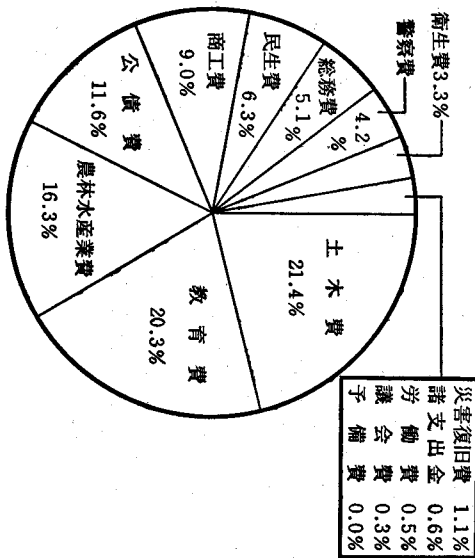 土木費
21.4%
教育費
20.3%
農林水産業費
16.3%
公債費
11.6%
商工費
9.0%
民生費
6.3%
総務費
5.1%
警察費
4.2%
衛生費3.3%
災害復旧費 1.1%
諸支出金 0.6%
労働費 0.5%
議会費 0.3%
予備費 0.0%